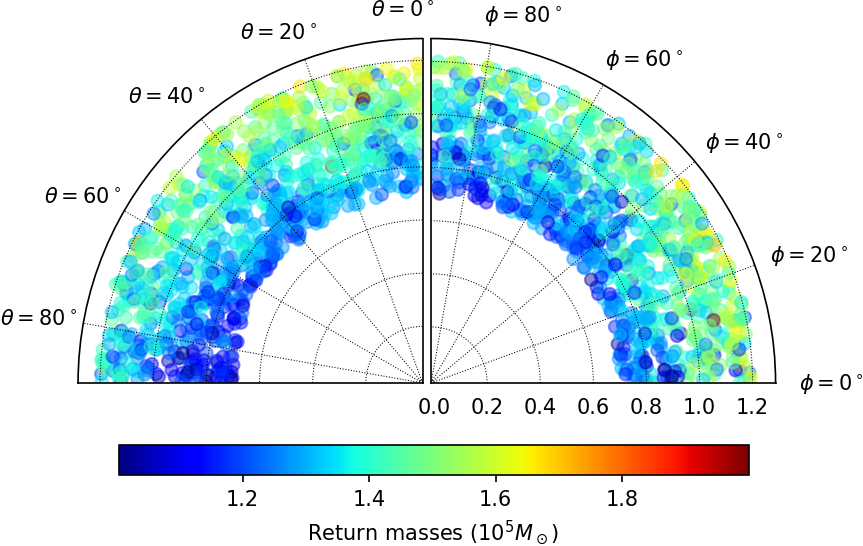 θ = 0°
ϕ = 80°
θ = 20°
ϕ = 60°
θ = 40°
ϕ = 40°
θ = 60°
ϕ = 20°
θ = 80°
ϕ = 0°
0.0 0.2 0.4 0.6 0.8 1.0 1.2
1.2 1.4 1.6 1.8
Return masses (10⁵M⊙)